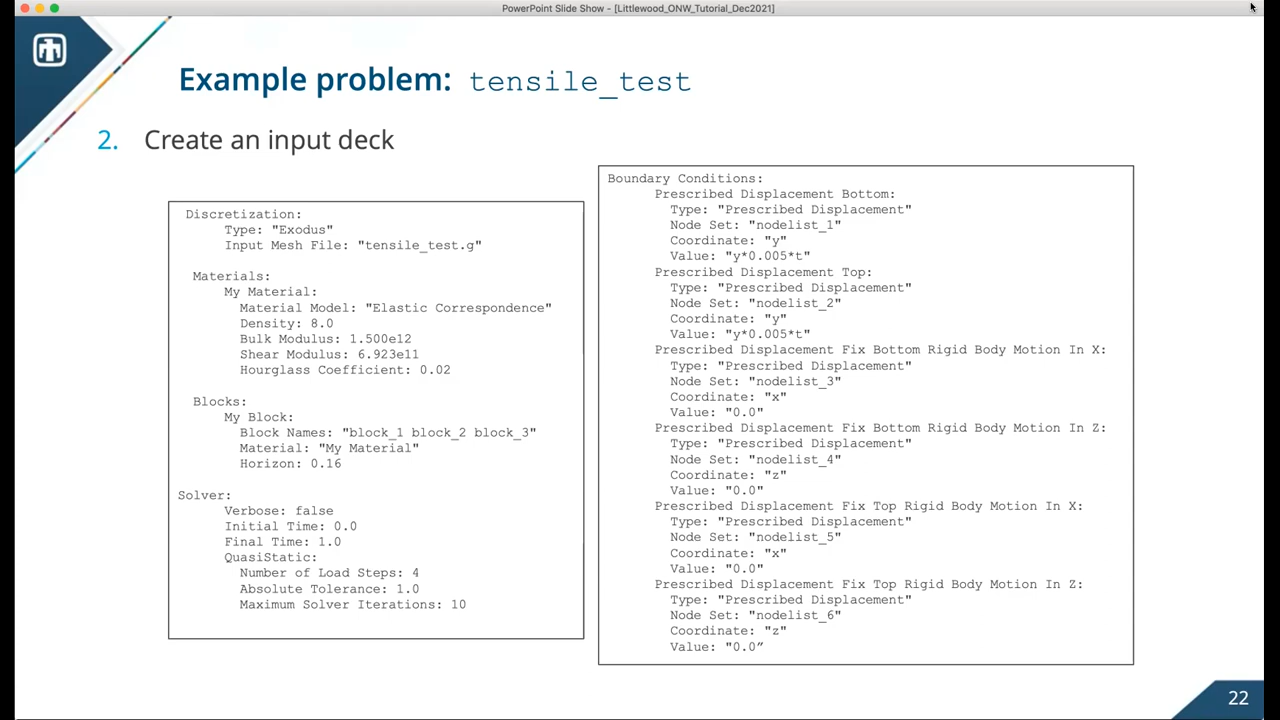 PowerPoint Slide Show - [Littlewood_ONW_Tutorial_Dec2021]
Example problem: tensile_test
2. Create an input deck
Discretization:
Type: "Exodus"
Input Mesh File: "tensile_test.g"
Materials:
My Material:
Material Model: "Elastic Correspondence"
Density: 8.0
Bulk Modulus: 1.500e12
Shear Modulus: 6.923e11
Hourglass Coefficient: 0.02
Blocks:
My Block:
Block Names: "block_1 block_2 block_3"
Material: "My Material"
Horizon: 0.16
Solver:
Verbose: false
Initial Time: 0.0
Final Time: 1.0
QuasiStatic:
Number of Load Steps: 4
Absolute Tolerance: 1.0
Maximum Solver Iterations: 10
Boundary Conditions:
Prescribed Displacement Bottom:
Type: "Prescribed Displacement"
Node Set: "nodelist_1"
Coordinate: "y"
Value: "y*0.005*t"
Prescribed Displacement Top:
Type: "Prescribed Displacement"
Node Set: "nodelist_2"
Coordinate: "y"
Value: "y*0.005*t"
Prescribed Displacement Fix Bottom Rigid Body Motion In X:
Type: "Prescribed Displacement"
Node Set: "nodelist_3"
Coordinate: "x"
Value: "0.0"
Prescribed Displacement Fix Bottom Rigid Body Motion In Z:
Type: "Prescribed Displacement"
Node Set: "nodelist_4"
Coordinate: "z"
Value: "0.0"
Prescribed Displacement Fix Top Rigid Body Motion In X:
Type: "Prescribed Displacement"
Node Set: "nodelist_5"
Coordinate: "x"
Value: "0.0"
Prescribed Displacement Fix Top Rigid Body Motion In Z:
Type: "Prescribed Displacement"
Node Set: "nodelist_6"
Coordinate: "z"
Value: "0.0”
22